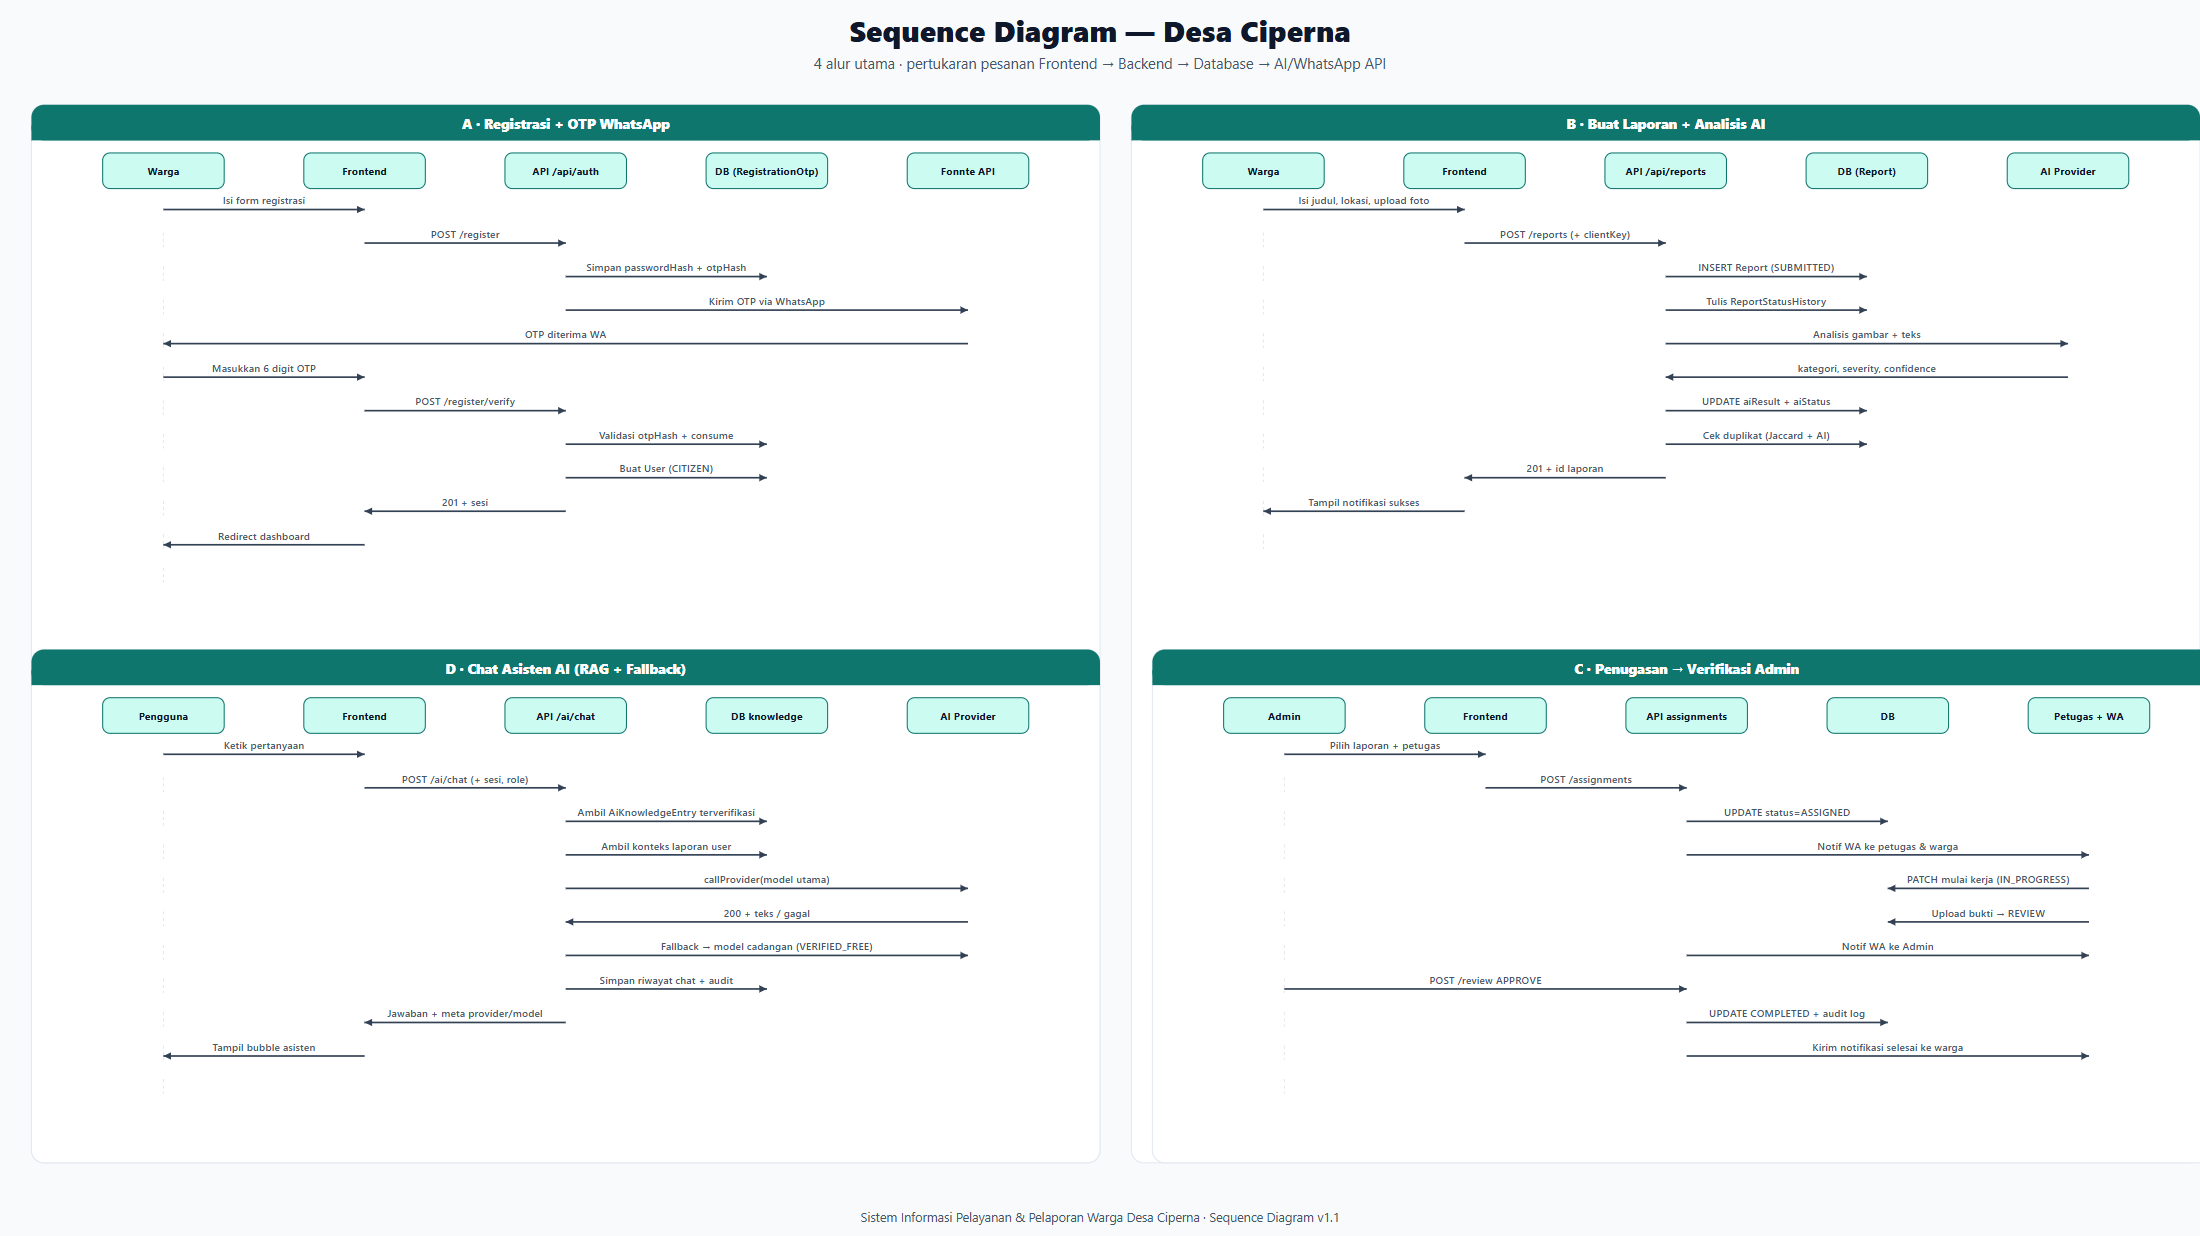 Sequence Diagram — Desa Ciperna
4 alur utama · pertukaran pesanan Frontend → Backend → Database → AI/WhatsApp API
A · Registrasi + OTP WhatsApp
Warga
Frontend
API /api/auth
DB (RegistrationOtp)
Fonnte API
Isi form registrasi
POST /register
Simpan passwordHash + otpHash
Kirim OTP via WhatsApp
OTP diterima WA
Masukkan 6 digit OTP
POST /register/verify
Validasi otpHash + consume
Buat User (CITIZEN)
201 + sesi
Redirect dashboard
B · Buat Laporan + Analisis AI
Warga
Frontend
API /api/reports
DB (Report)
AI Provider
Isi judul, lokasi, upload foto
POST /reports (+ clientKey)
INSERT Report (SUBMITTED)
Tulis ReportStatusHistory
Analisis gambar + teks
kategori, severity, confidence
UPDATE aiResult + aiStatus
Cek duplikat (Jaccard + AI)
201 + id laporan
Tampil notifikasi sukses
D · Chat Asisten AI (RAG + Fallback)
Pengguna
Frontend
API /ai/chat
DB knowledge
AI Provider
Ketik pertanyaan
POST /ai/chat (+ sesi, role)
Ambil AiKnowledgeEntry terverifikasi
Ambil konteks laporan user
callProvider(model utama)
200 + teks / gagal
Fallback → model cadangan (VERIFIED_FREE)
Simpan riwayat chat + audit
Jawaban + meta provider/model
Tampil bubble asisten
C · Penugasan → Verifikasi Admin
Admin
Frontend
API assignments
DB
Petugas + WA
Pilih laporan + petugas
POST /assignments
UPDATE status=ASSIGNED
Notif WA ke petugas & warga
PATCH mulai kerja (IN_PROGRESS)
Upload bukti → REVIEW
Notif WA ke Admin
POST /review APPROVE
UPDATE COMPLETED + audit log
Kirim notifikasi selesai ke warga
Sistem Informasi Pelayanan & Pelaporan Warga Desa Ciperna · Sequence Diagram v1.1